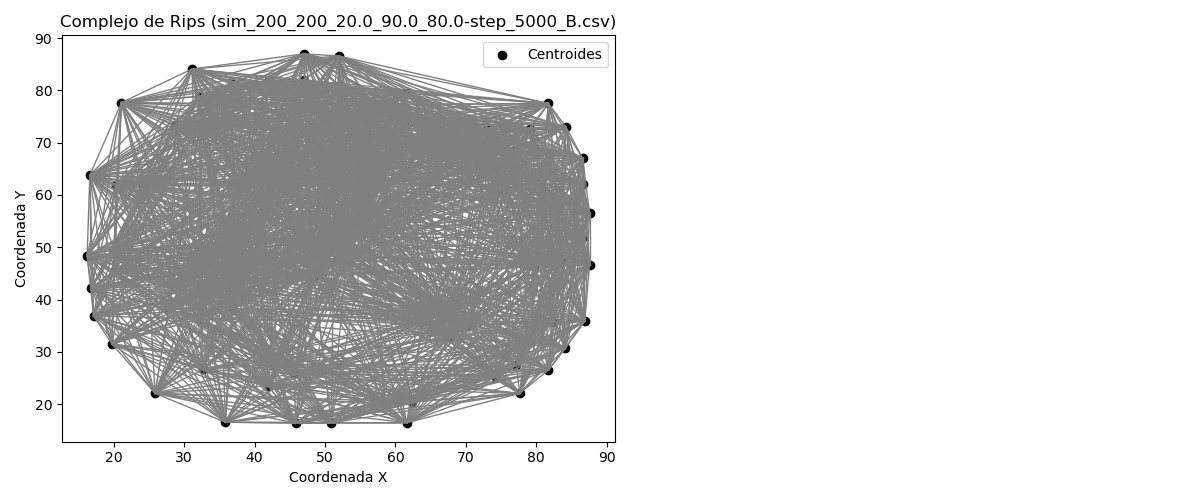 Complejo de Rips (sim_200_200_20.0_90.0_80.0-step_5000_B.csv)
Centroides
90
80
70
60
50
40
30
20
Coordenada Y
20 30 40 50 60 70 80 90
Coordenada X